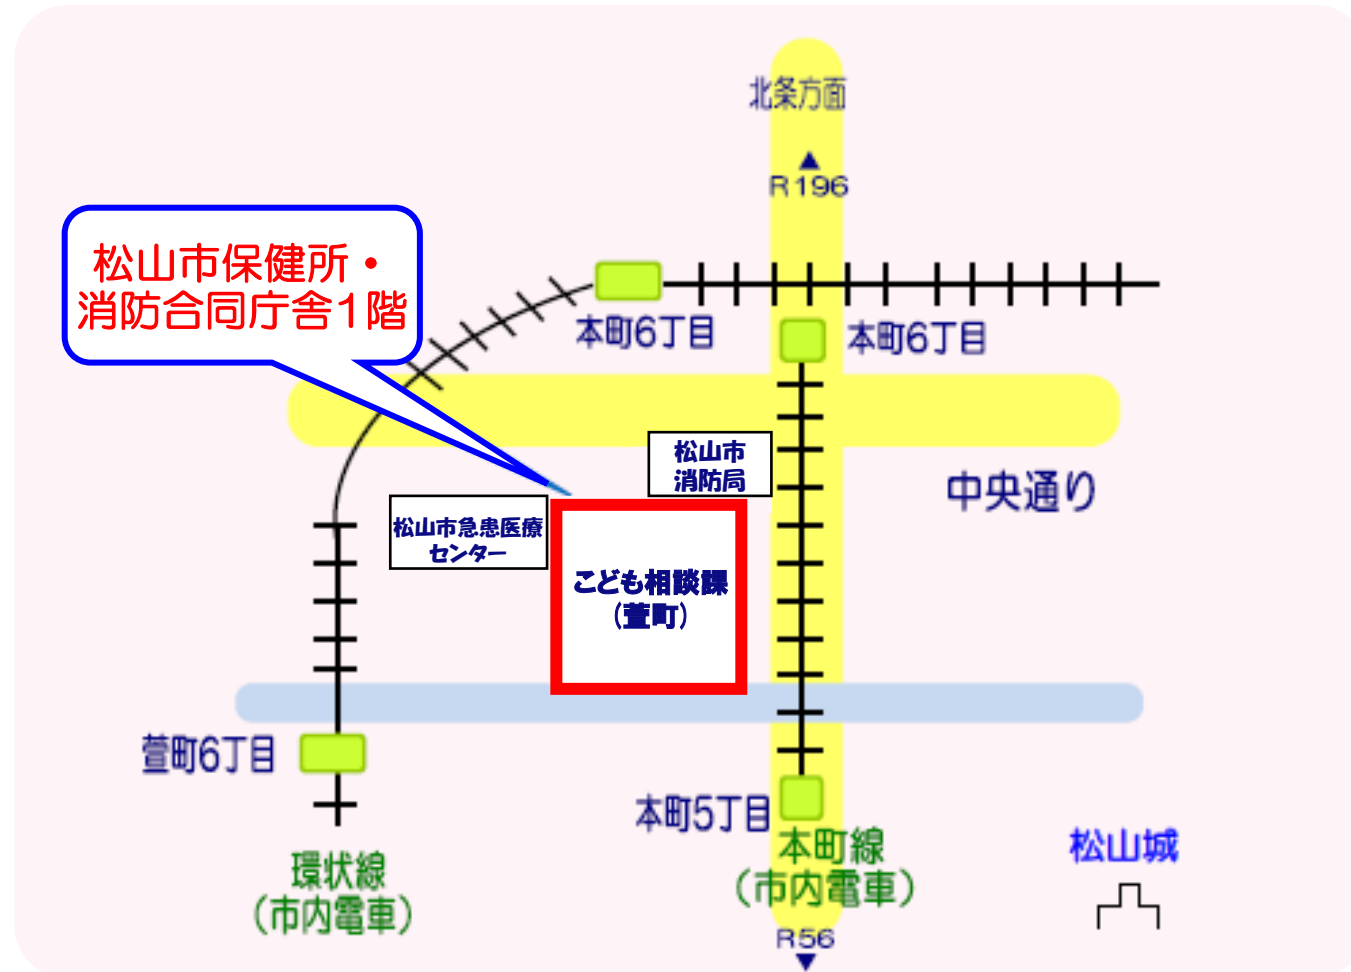 北条方面
R196
松山市保健所・
消防合同庁舎1階
本町6丁目
本町6丁目
松山市
消防局
中央通り
松山市急患医療
センター
こども相談課
(萱町)
萱町6丁目
本町5丁目
本町線
(市内電車)
松山城
環状線
(市内電車)
R56